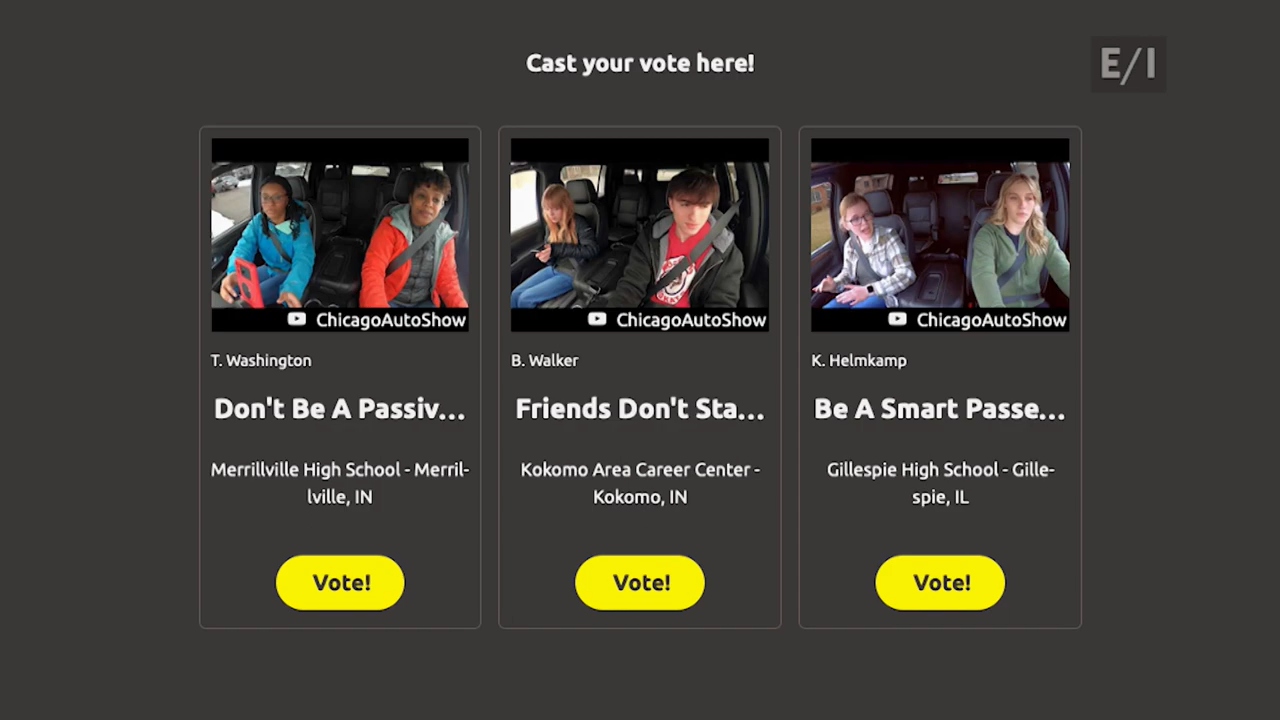 Cast your vote here!
E/I
ChicagoAutoShow
ChicagoAutoShow
ChicagoAutoShow
T. Washington
B. Walker
K. Helmkamp
Don't Be A Passiv...
Friends Don't Sta...
Be A Smart Passe...
Merrillville High School - Merril-
lville, IN
Kokomo Area Career Center -
Kokomo, IN
Gillespie High School - Gille-
spie, IL
Vote!
Vote!
Vote!